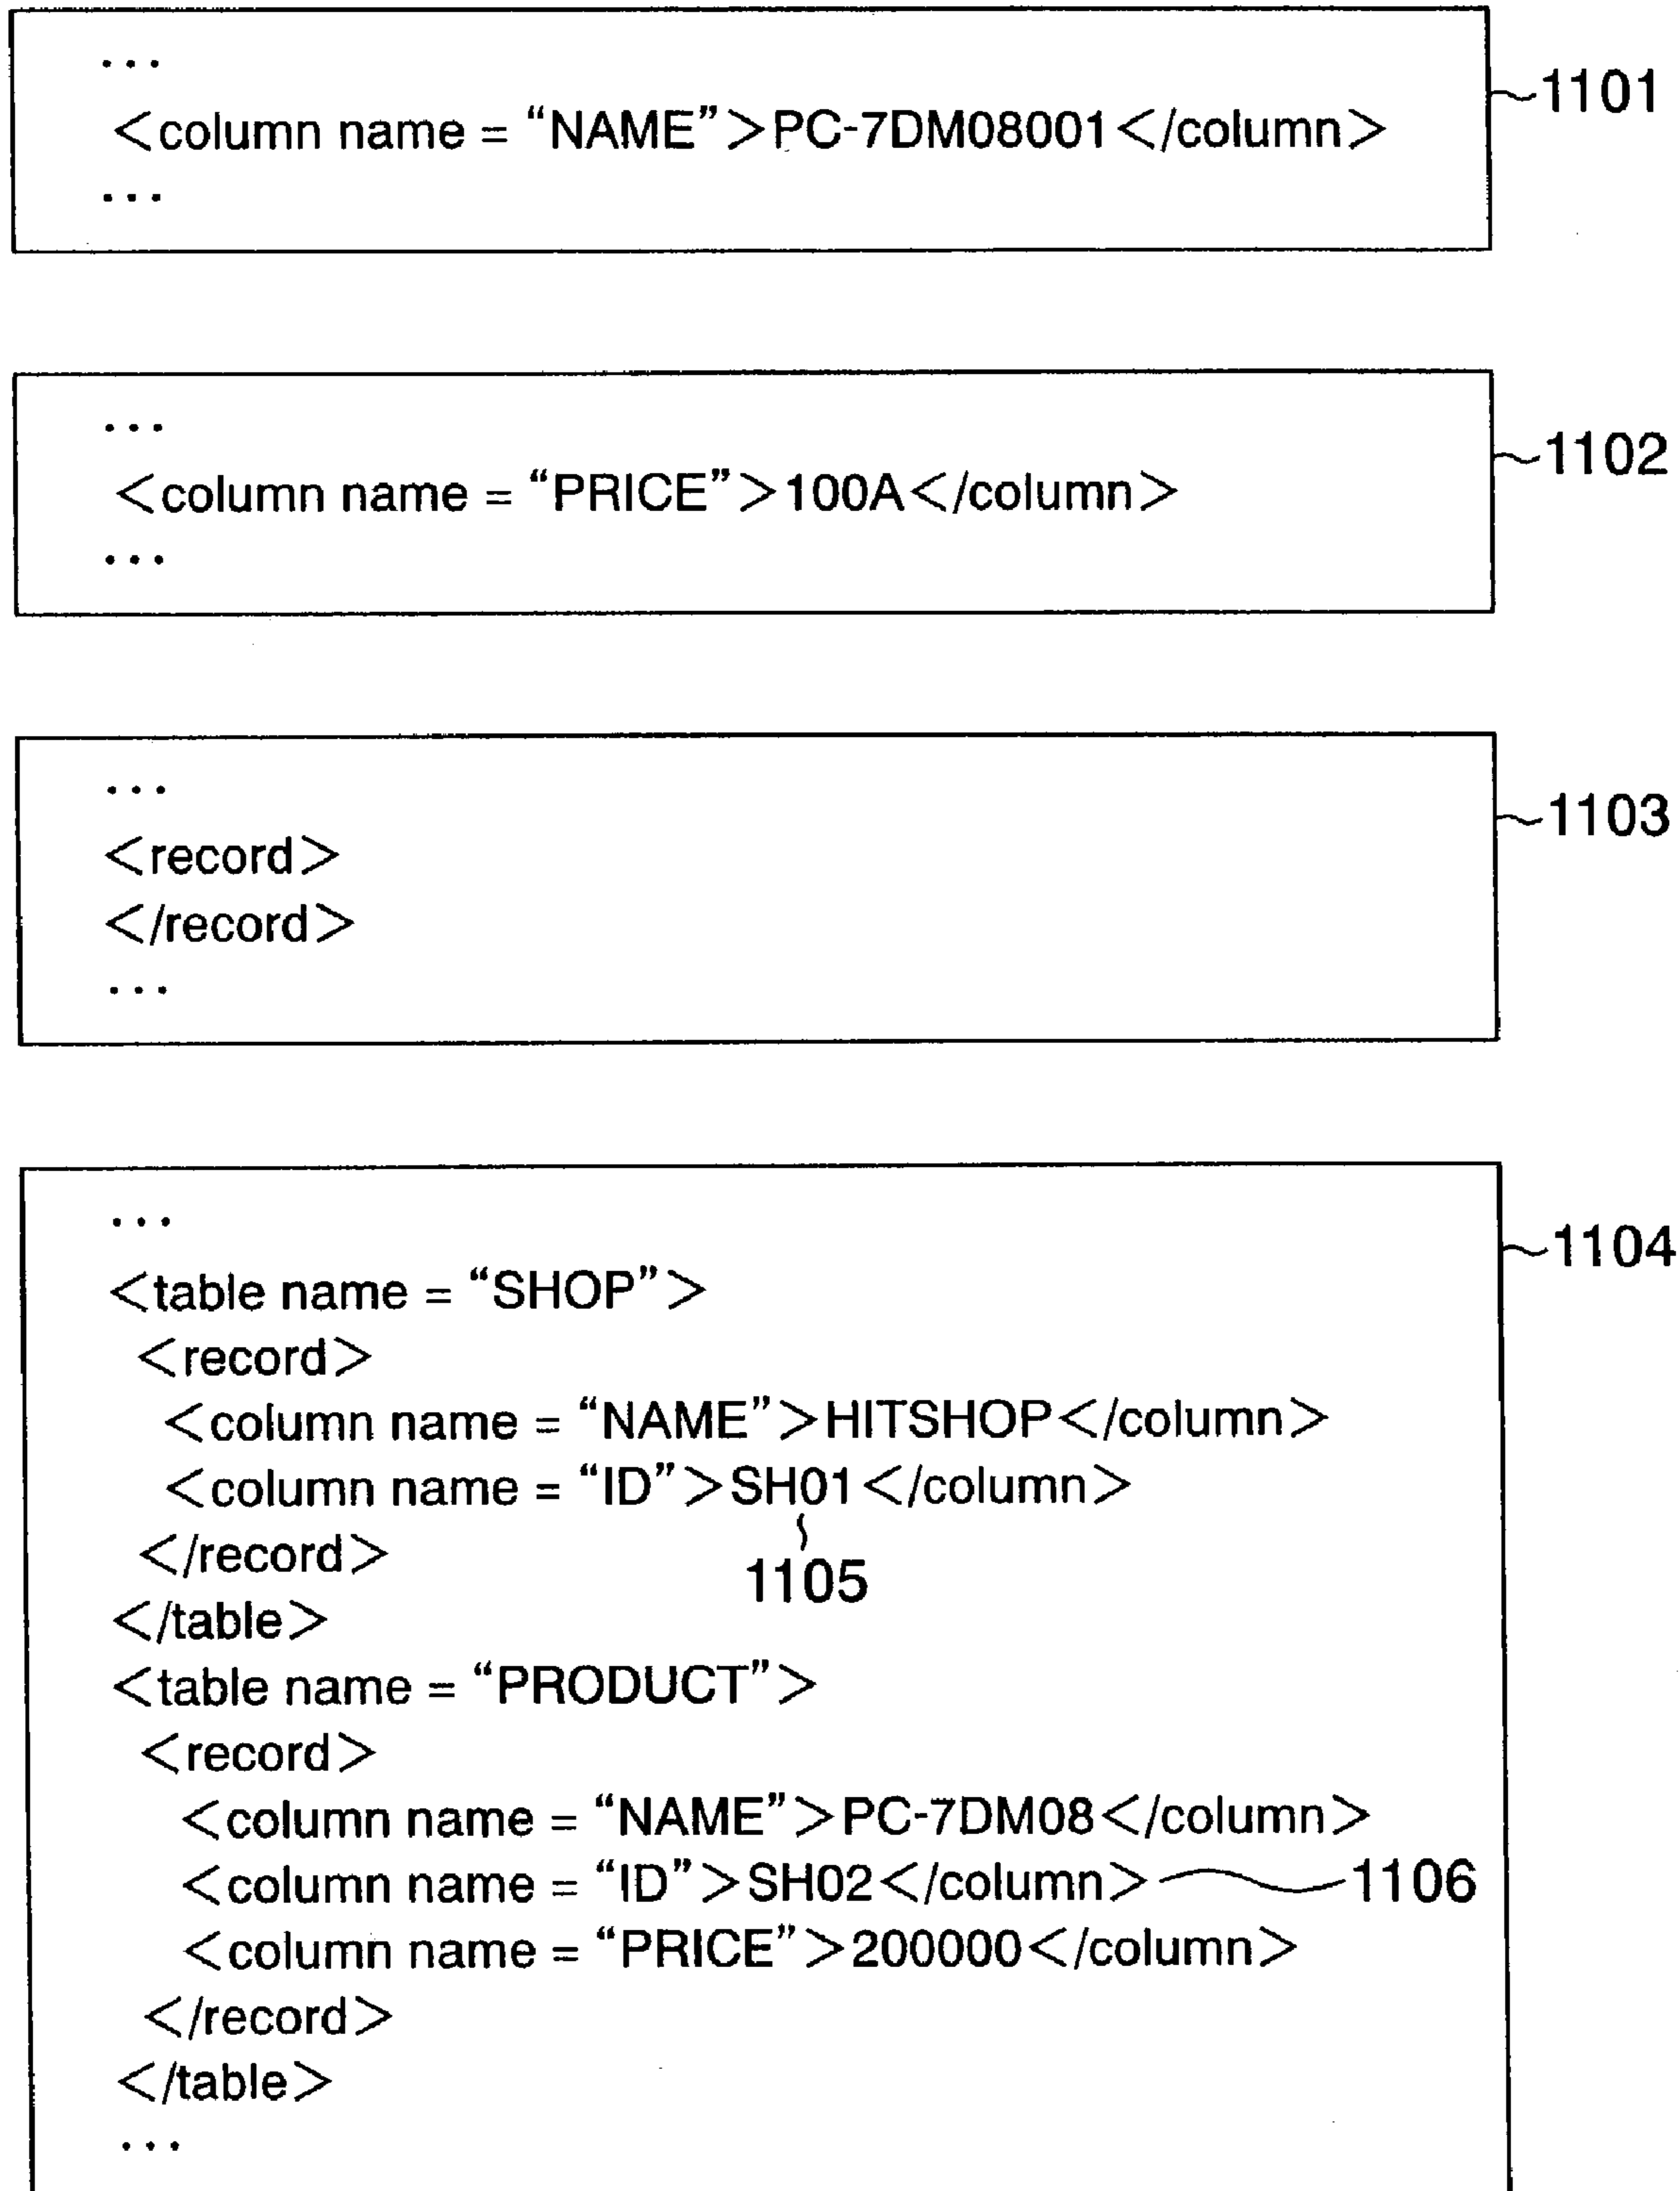 ...
<column name = “NAME”>PC-7DM08001</column>
...
1101
...
<column name = “PRICE”>100A</column>
...
1102
...
<record>
</record>
...
1103
...
<table name = “SHOP”>
<record>
<column name = “NAME”>HITSHOP</column>
<column name = “ID”>SH01</column>
1105
</record>
</table>
<table name = “PRODUCT”>
<record>
<column name = “NAME”>PC-7DM08</column>
<column name = “ID”>SH02</column> 1106
<column name = “PRICE”>200000</column>
</record>
</table>
...
1104